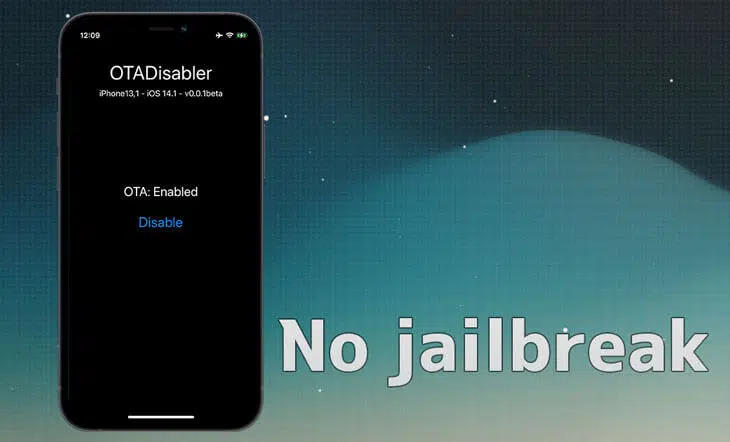 12:09
OTADisabler
iPhone13,1 - iOS 14.1 - v0.0.1beta
OTA: Enabled
Disable
No jailbreak